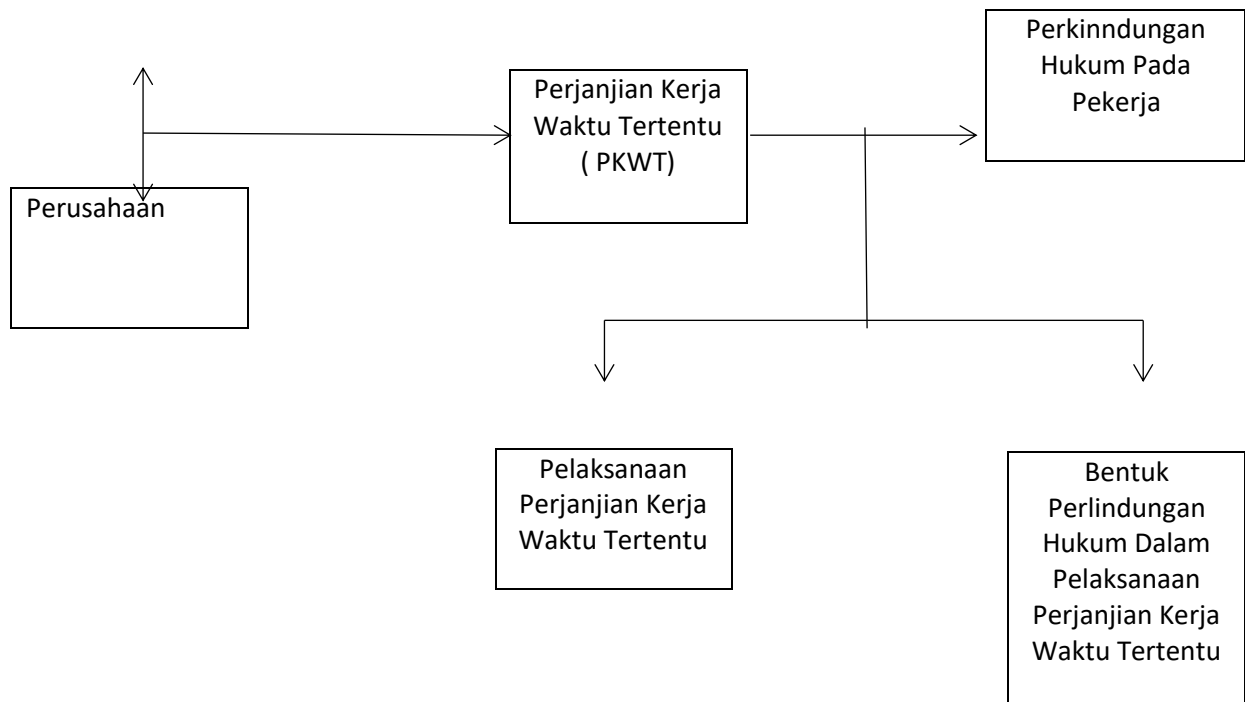 Perkinndungan
Hukum Pada
Pekerja
Perjanjian Kerja
Waktu Tertentu
( PKWT)
Perusahaan
Pelaksanaan
Perjanjian Kerja
Waktu Tertentu
Bentuk
Perlindungan
Hukum Dalam
Pelaksanaan
Perjanjian Kerja
Waktu Tertentu